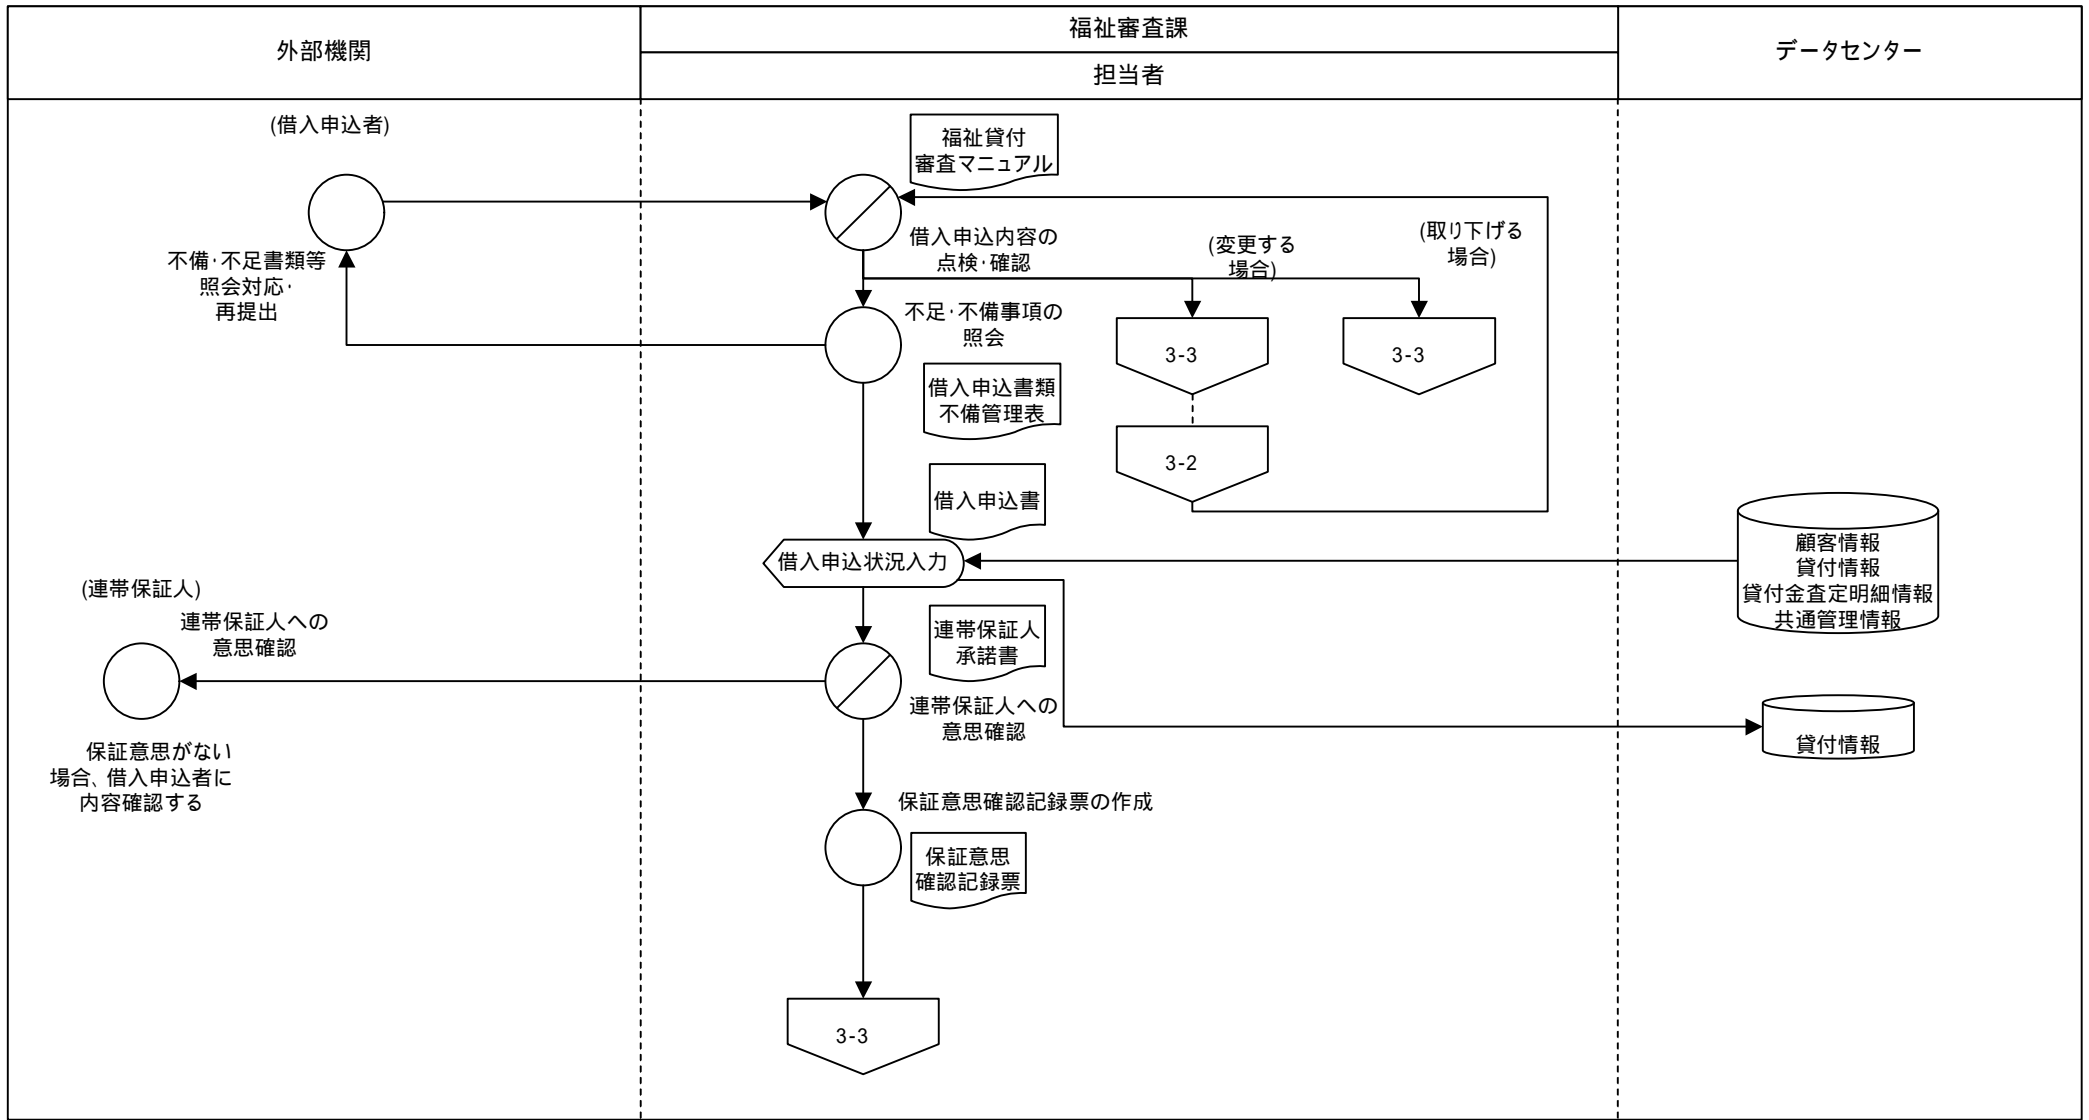 外部機関
福祉審査課
担当者
データセンター
(借入申込者)
福祉貸付
審査マニュアル
借入申込内容の
点検・確認
(変更する
場合)
(取り下げる
場合)
不備・不足書類等
照会対応・
再提出
不足・不備事項の
照会
3-3
3-3
借入申込書類
不備管理表
3-2
借入申込書
借入申込状況入力
顧客情報
貸付情報
貸付金査定明細情報
共通管理情報
(連帯保証人)
連帯保証人への
意思確認
連帯保証人
承諾書
連帯保証人への
意思確認
貸付情報
保証意思がない
場合、借入申込者に
内容確認する
保証意思確認記録票の作成
保証意思
確認記録票
3-3